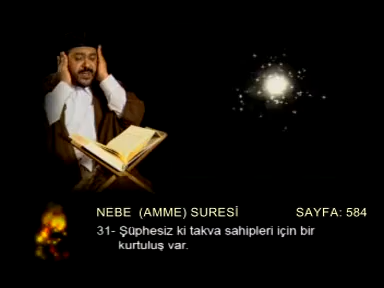 NEBE (AMME) SURESİ SAYFA: 584
31- Şüphesiz ki takva sahipleri için bir
kurtuluş var.